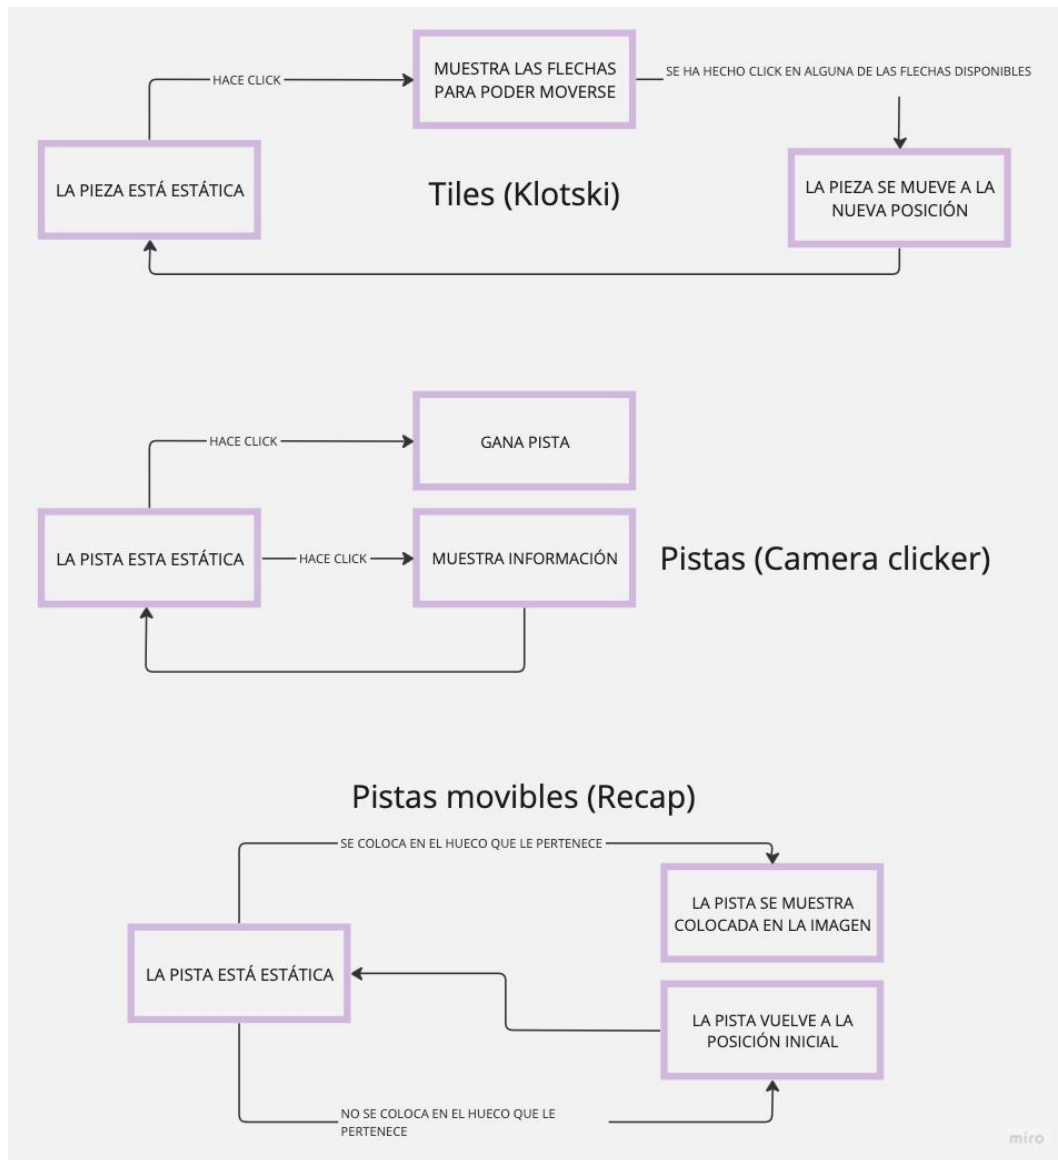 HACE CLICK
MUESTRA LAS FLECHAS
PARA PODER MOVERSE
SE HA HECHO CLICK EN ALGUNA DE LAS FLECHAS DISPONIBLES
LA PIEZA ESTÁ ESTÁTICA
Tiles (Klotski)
LA PIEZA SE MUEVE A LA
NUEVA POSICIÓN
HACE CLICK
GANA PISTA
LA PISTA ESTA ESTÁTICA
HACE CLICK
MUESTRA INFORMACIÓN
Pistas (Camera clicker)
Pistas movibles (Recap)
SE COLOCA EN EL HUECO QUE LE PERTENECE
LA PISTA SE MUESTRA
COLOCADA EN LA IMAGEN
LA PISTA ESTÁ ESTÁTICA
LA PISTA VUELVE A LA
POSICIÓN INICIAL
NO SE COLOCA EN EL HUECO QUE LE
PERTENECE
miro